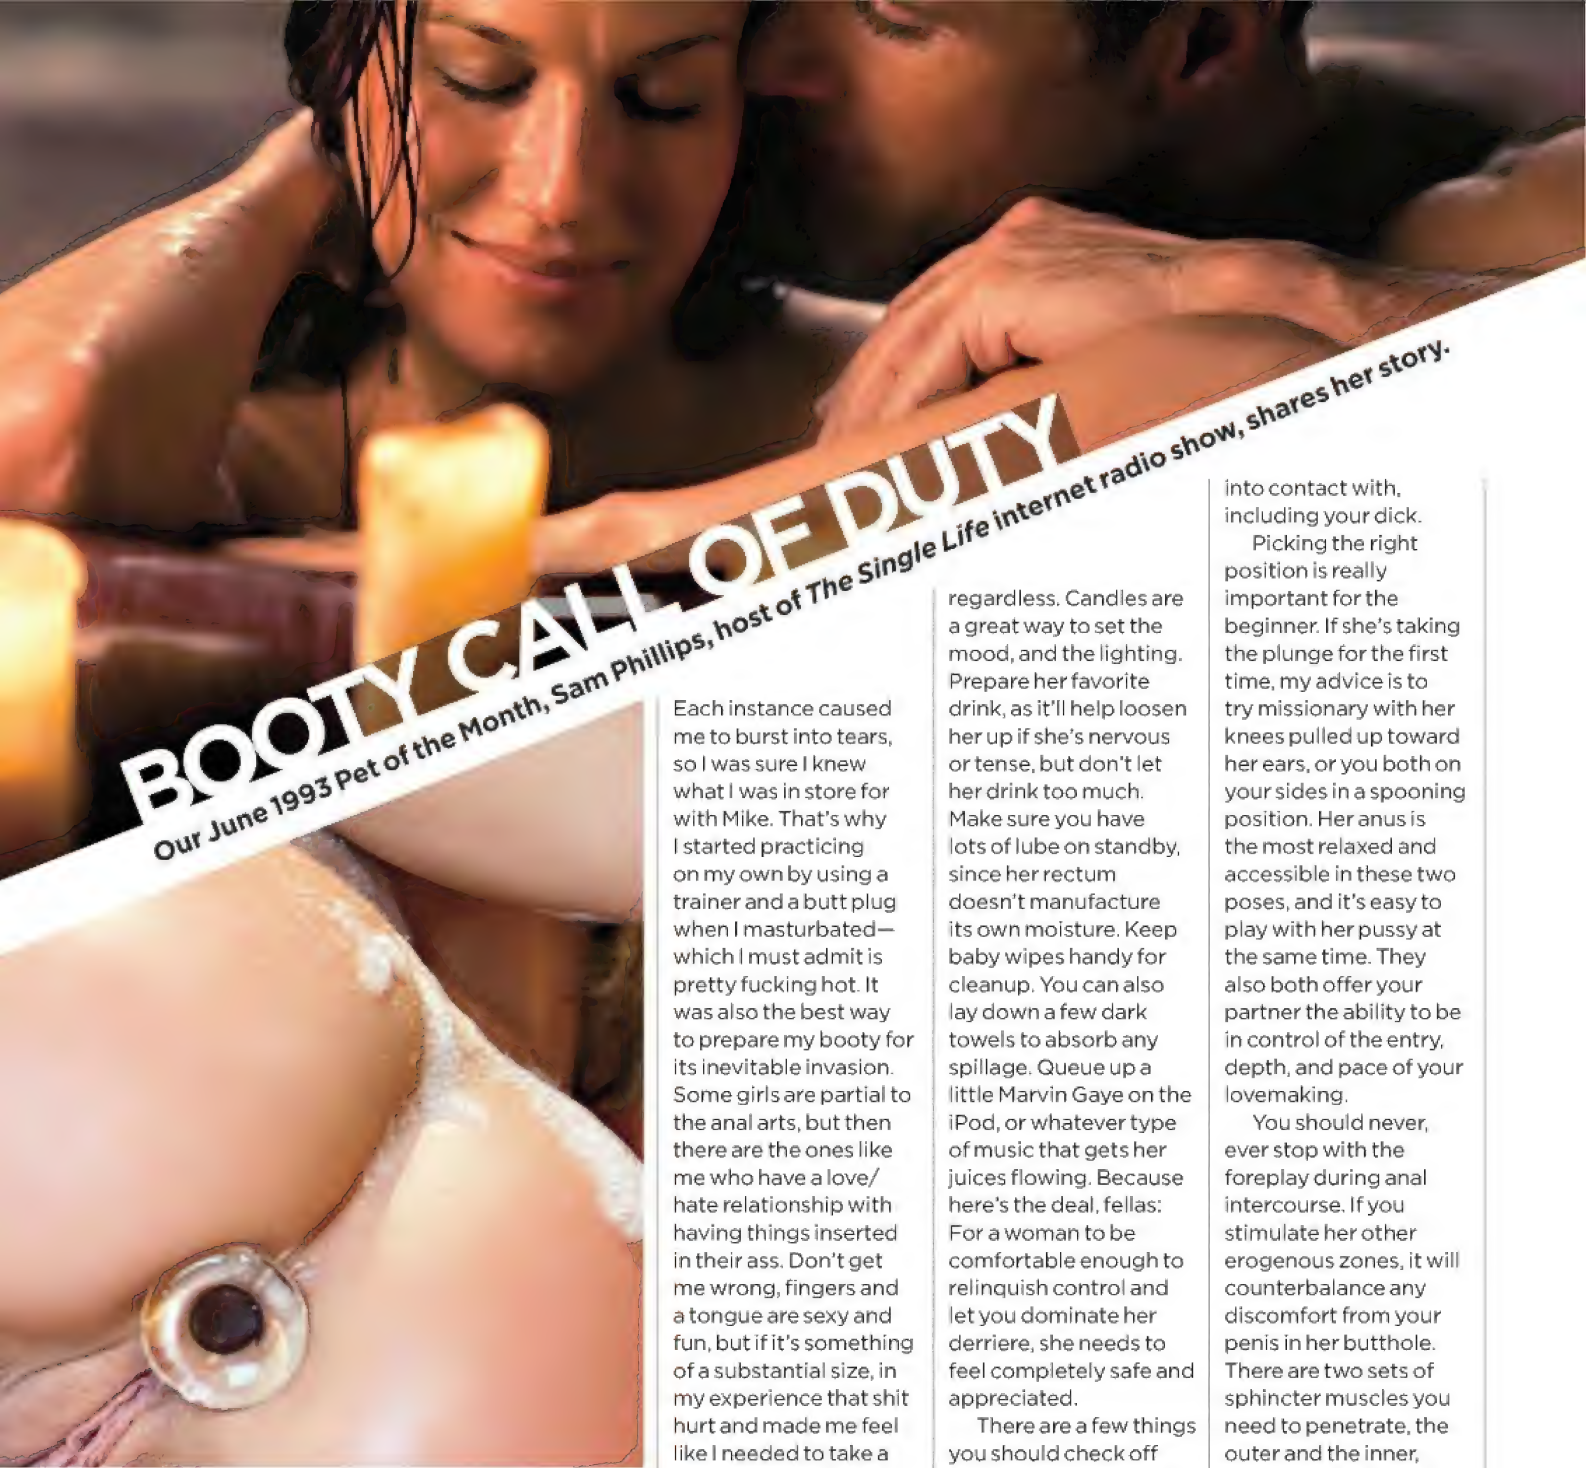 BOOTY CALL OF DUTY
Our June 1993 Pet of the Month, Sam Phillips, host of The Single Life internet radio show, shares her story.
Each instance caused
me to burst into tears,
so I was sure I knew
what I was in store for
with Mike. That's why
I started practicing
on my own by using a
trainer and a butt plug
when I masturbated—
which I must admit is
pretty fucking hot. It
was also the best way
to prepare my booty for
its inevitable invasion.
Some girls are partial to
the anal arts, but then
there are the ones like
me who have a love/
hate relationship with
having things inserted
in their ass. Don't get
me wrong, fingers and
a tongue are sexy and
fun, but if it's something
of a substantial size, in
my experience that shit
hurt and made me feel
like I needed to take a
regardless. Candles are
a great way to set the
mood, and the lighting.
Prepare her favorite
drink, as it'll help loosen
her up if she's nervous
or tense, but don't let
her drink too much.
Make sure you have
lots of lube on standby,
since her rectum
doesn't manufacture
its own moisture. Keep
baby wipes handy for
cleanup. You can also
lay down a few dark
towels to absorb any
spillage. Queue up a
little Marvin Gaye on the
iPod, or whatever type
of music that gets her
juices flowing. Because
here's the deal, fellas:
For a woman to be
comfortable enough to
relinquish control and
let you dominate her
derriere, she needs to
feel completely safe and
appreciated.
There are a few things
you should check off
into contact with,
including your dick.
Picking the right
position is really
important for the
beginner. If she's taking
the plunge for the first
time, my advice is to
try missionary with her
knees pulled up toward
her ears, or you both on
your sides in a spooning
position. Her anus is
the most relaxed and
accessible in these two
poses, and it's easy to
play with her pussy at
the same time. They
also both offer your
partner the ability to be
in control of the entry,
depth, and pace of your
lovemaking.
You should never,
ever stop with the
foreplay during anal
intercourse. If you
stimulate her other
erogenous zones, it will
counterbalance any
discomfort from your
penis in her butthole.
There are two sets of
sphincter muscles you
need to penetrate, the
outer and the inner,